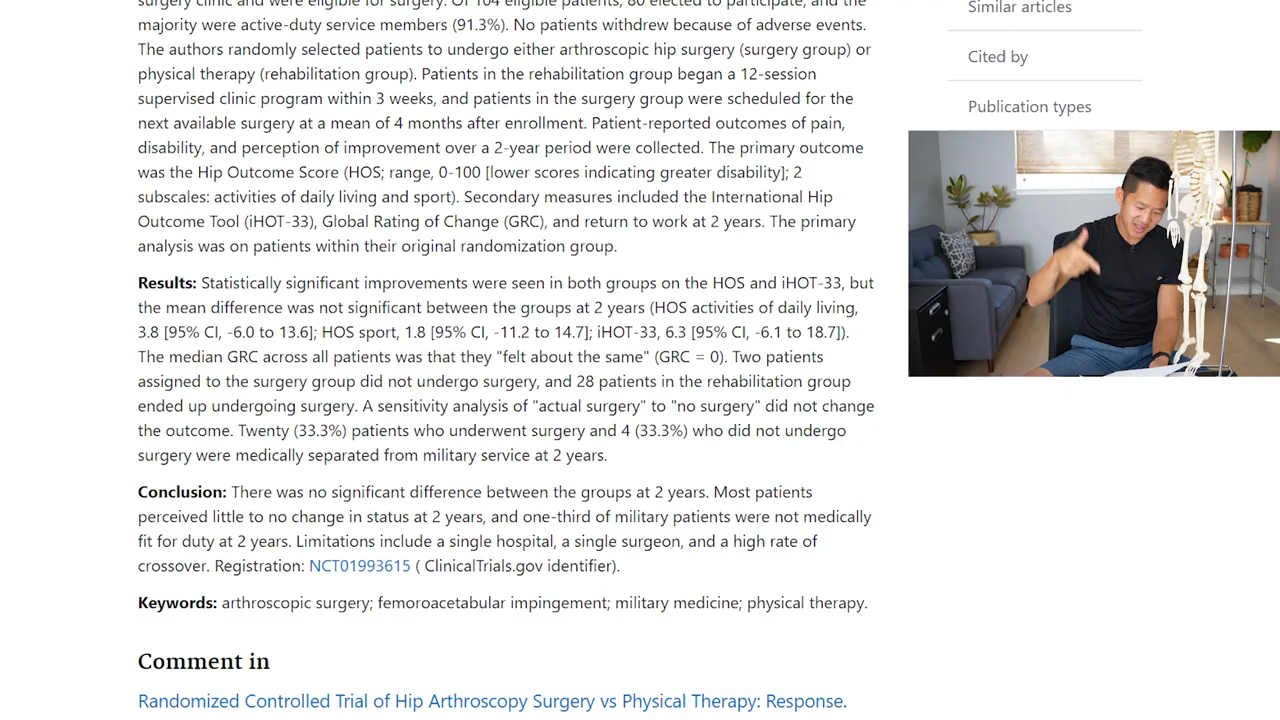 surgery clinic and were eligible for surgery. Of 104 eligible patients, 80 elected to participate, and the
majority were active-duty service members (91.3%). No patients withdrew because of adverse events.
The authors randomly selected patients to undergo either arthroscopic hip surgery (surgery group) or
physical therapy (rehabilitation group). Patients in the rehabilitation group began a 12-session
supervised clinic program within 3 weeks, and patients in the surgery group were scheduled for the
next available surgery at a mean of 4 months after enrollment. Patient-reported outcomes of pain,
disability, and perception of improvement over a 2-year period were collected. The primary outcome
was the Hip Outcome Score (HOS; range, 0-100 [lower scores indicating greater disability]; 2
subscales: activities of daily living and sport). Secondary measures included the International Hip
Outcome Tool (iHOT-33), Global Rating of Change (GRC), and return to work at 2 years. The primary
analysis was on patients within their original randomization group.
Results: Statistically significant improvements were seen in both groups on the HOS and iHOT-33, but
the mean difference was not significant between the groups at 2 years (HOS activities of daily living,
3.8 [95% CI, -6.0 to 13.6]; HOS sport, 1.8 [95% CI, -11.2 to 14.7]; iHOT-33, 6.3 [95% CI, -6.1 to 18.7]).
The median GRC across all patients was that they "felt about the same" (GRC = 0). Two patients
assigned to the surgery group did not undergo surgery, and 28 patients in the rehabilitation group
ended up undergoing surgery. A sensitivity analysis of "actual surgery" to "no surgery" did not change
the outcome. Twenty (33.3%) patients who underwent surgery and 4 (33.3%) who did not undergo
surgery were medically separated from military service at 2 years.
Conclusion: There was no significant difference between the groups at 2 years. Most patients
perceived little to no change in status at 2 years, and one-third of military patients were not medically
fit for duty at 2 years. Limitations include a single hospital, a single surgeon, and a high rate of
crossover. Registration: NCT01993615 ( ClinicalTrials.gov identifier).
Keywords: arthroscopic surgery; femoroacetabular impingement; military medicine; physical therapy.
Comment in
Randomized Controlled Trial of Hip Arthroscopy Surgery vs Physical Therapy: Response.
Similar articles
Cited by
Publication types